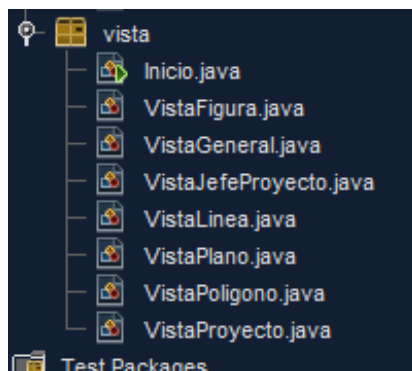 vista
Inicio.java
VistaFigura.java
VistaGeneral.java
VistaJefeProyecto.java
VistaLinea.java
VistaPlano.java
VistaPoligono.java
VistaProyecto.java
Test Packages